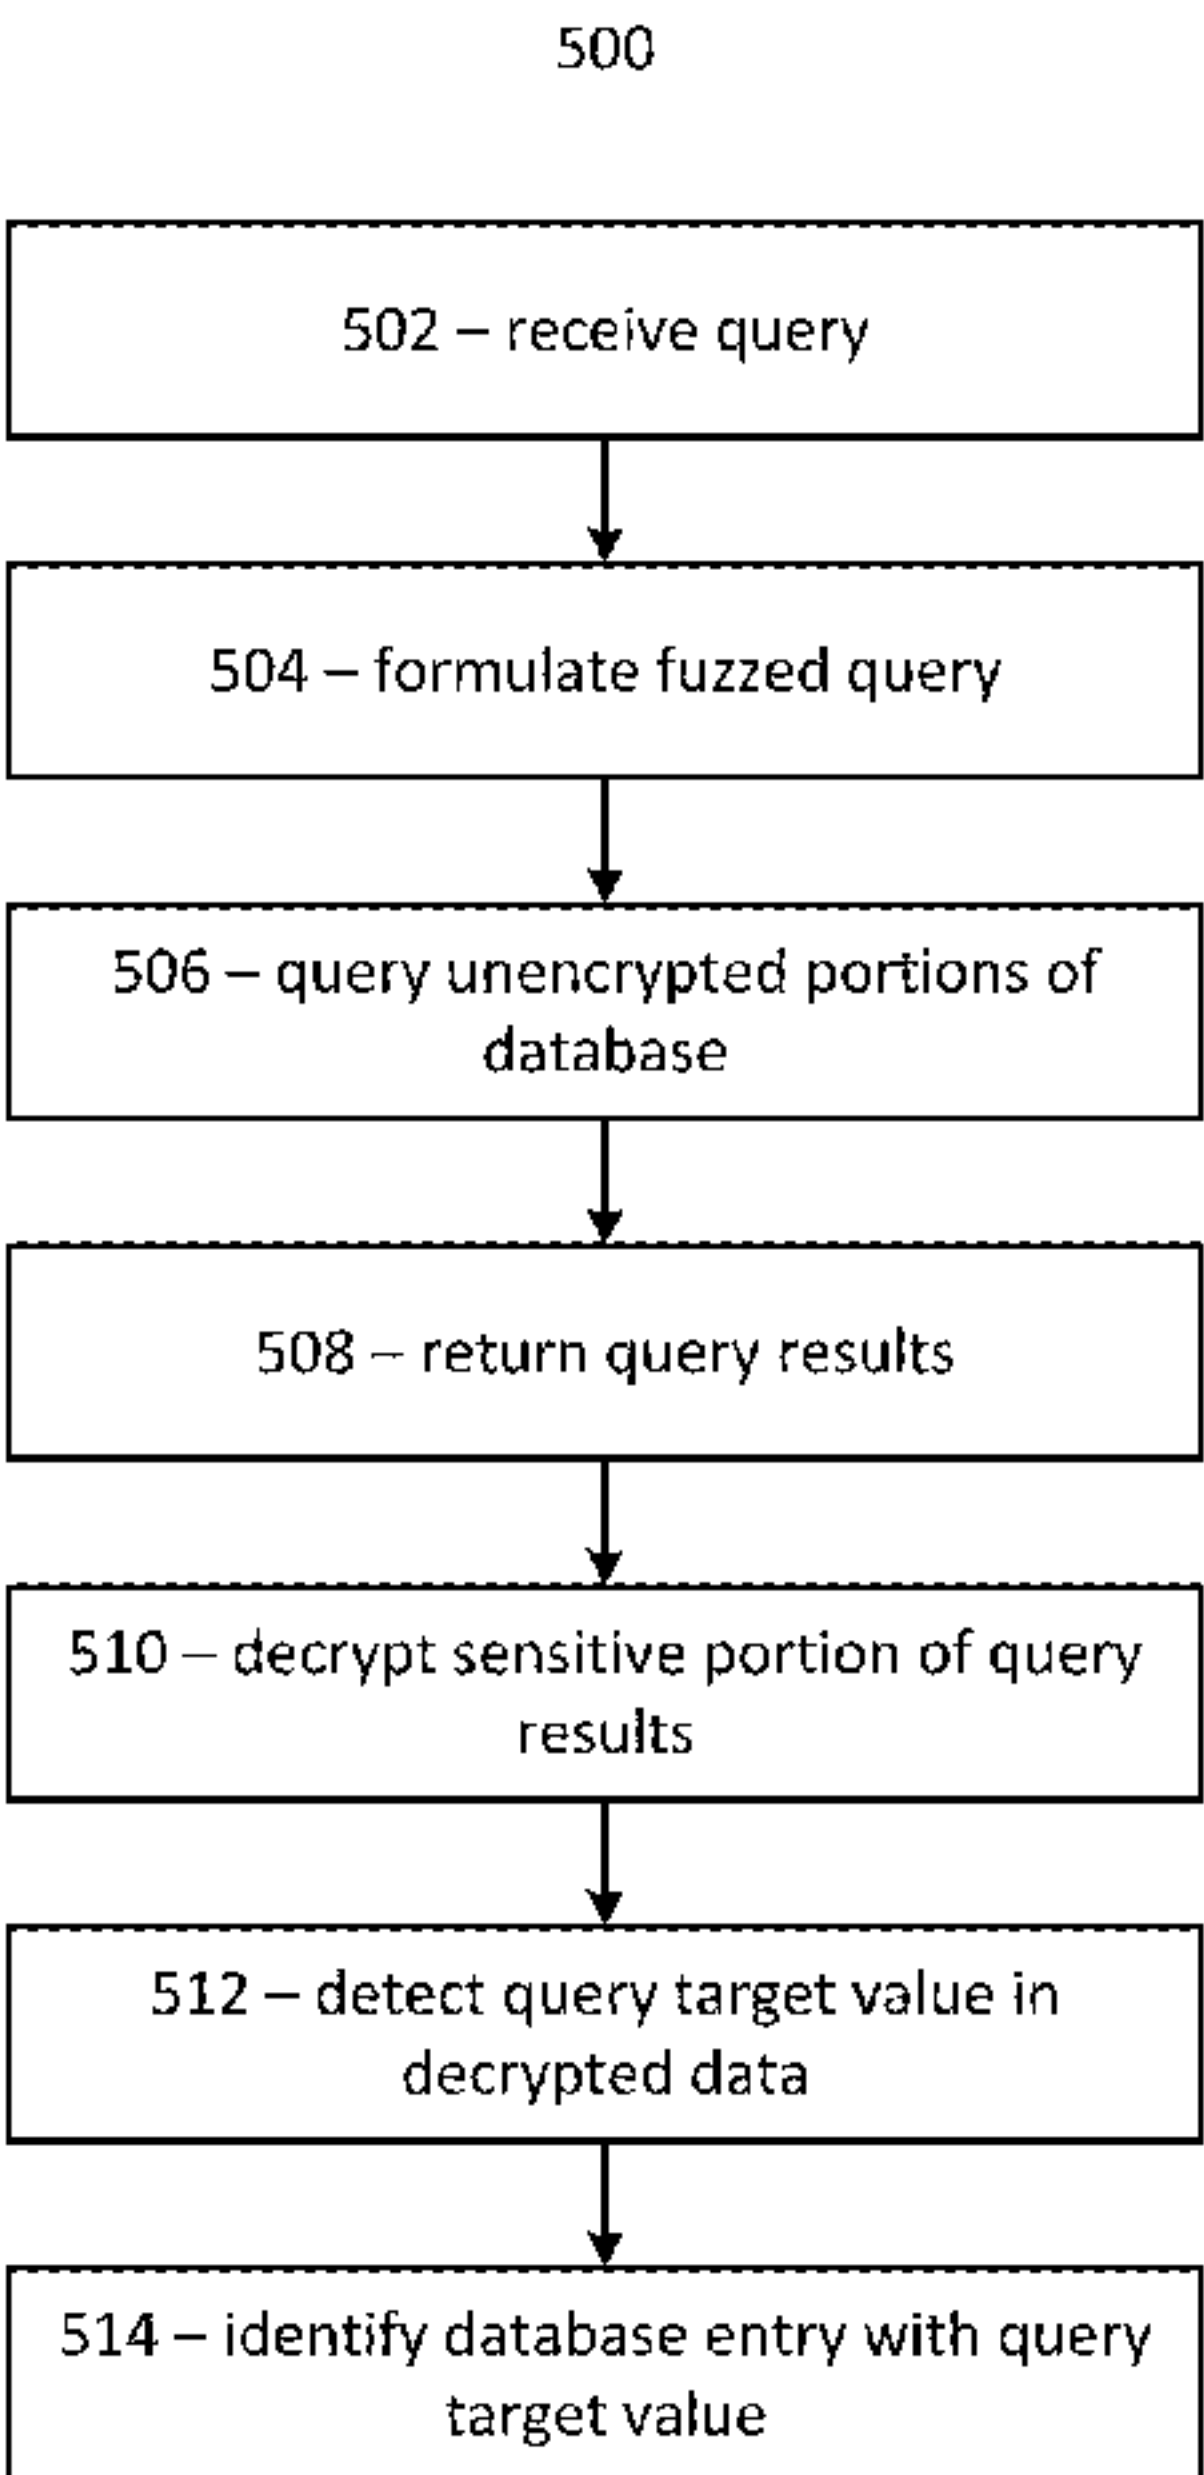 500
502 – receive query
504 – formulate fuzzed query
506 – query unencrypted portions of
database
508 – return query results
510 – decrypt sensitive portion of query
results
512 – detect query target value in
decrypted data
514 – identify database entry with query
target value